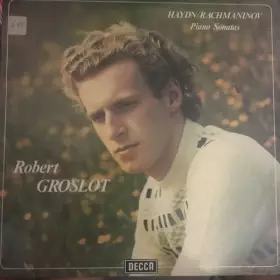 HAYDN/RACHMANINOV
Piano Sonatas
Robert
GROSLOT
DECCA